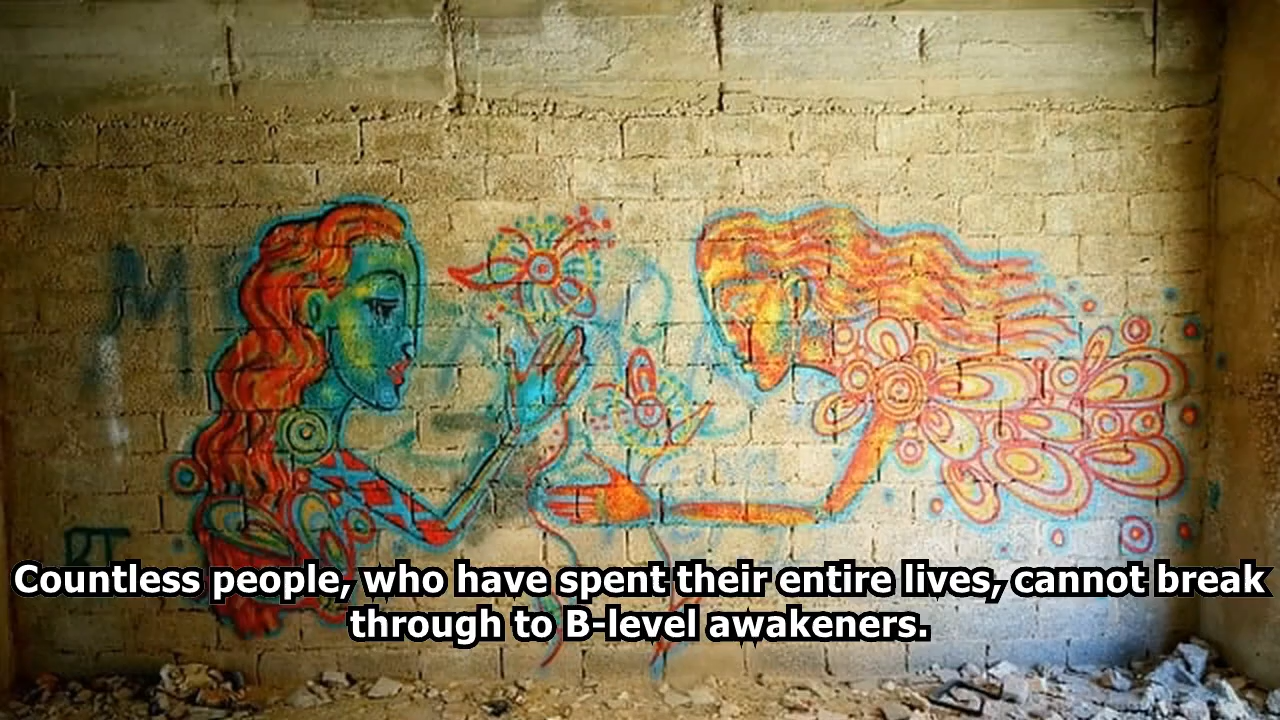 Countless people, who have spent their entire lives, cannot break
through to B-level awakeners.